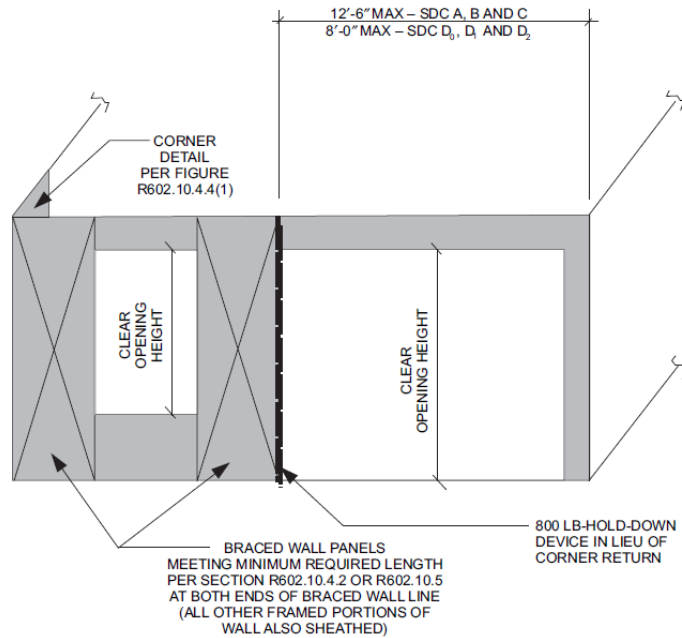 12′-6″ MAX – SDC A, B AND C
8′-0″ MAX – SDC D₀, D₁ AND D₂
CORNER
DETAIL
PER FIGURE
R602.10.4.4(1)
CLEAR
OPENING
HEIGHT
CLEAR
OPENING HEIGHT
BRACED WALL PANELS
MEETING MINIMUM REQUIRED LENGTH
PER SECTION R602.10.4.2 OR R602.10.5
AT BOTH ENDS OF BRACED WALL LINE
(ALL OTHER FRAMED PORTIONS OF
WALL ALSO SHEATHED)
800 LB-HOLD-DOWN
DEVICE IN LIEU OF
CORNER RETURN